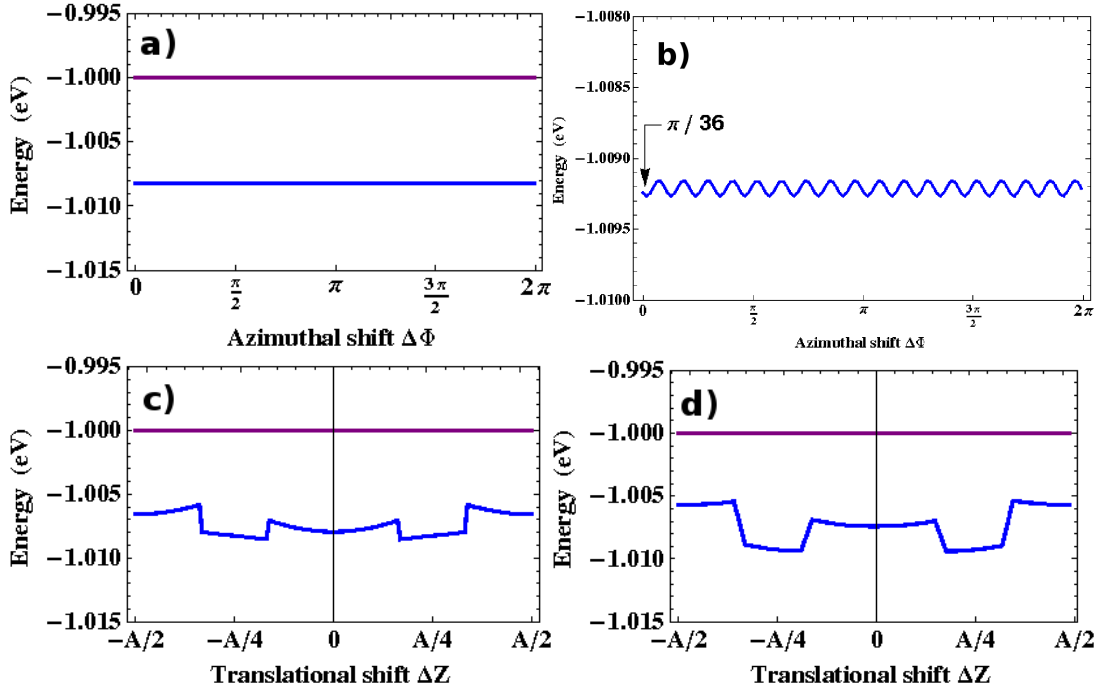 a)
−0.995
−1.000
−1.005
−1.010
−1.015
Energy (eV)
0 π/2 π 3π/2 2π
Azimuthal shift ΔΦ
b)
−1.0080
−1.0085
−1.0090
−1.0095
−1.0100
Energy (eV)
π / 36
0 π/2 π 3π/2 2π
Azimuthal shift ΔΦ
c)
−0.995
−1.000
−1.005
−1.010
−1.015
Energy (eV)
−A/2 −A/4 0 A/4 A/2
Translational shift ΔZ
d)
−0.995
−1.000
−1.005
−1.010
−1.015
Energy (eV)
−A/2 −A/4 0 A/4 A/2
Translational shift ΔZ